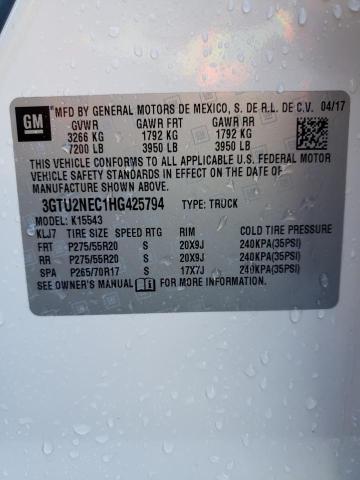 GM MFD BY GENERAL MOTORS DE MEXICO, S. DE R.L. DE C.V. 04/17
GVWR GAWR FRT GAWR RR
3266 KG 1792 KG 1792 KG
7200 LB 3950 LB 3950 LB
THIS VEHICLE CONFORMS TO ALL APPLICABLE U.S. FEDERAL MOTOR
VEHICLE SAFETY AND THEFT PREVENTION STANDARDS IN EFFECT
ON THE DATE OF MANUFACTURE SHOWN ABOVE.
3GTU2NEC1HG425794 TYPE: TRUCK
MODEL: K15543
KLJ7 TIRE SIZE SPEED RTG RIM COLD TIRE PRESSURE
FRT P275/55R20 S 20X9J 240KPA(35PSI)
RR P275/55R20 S 20X9J 240KPA(35PSI)
SPA P265/70R17 S 17X7J 240KPA(35PSI)
SEE OWNER'S MANUAL FOR MORE INFORMATION